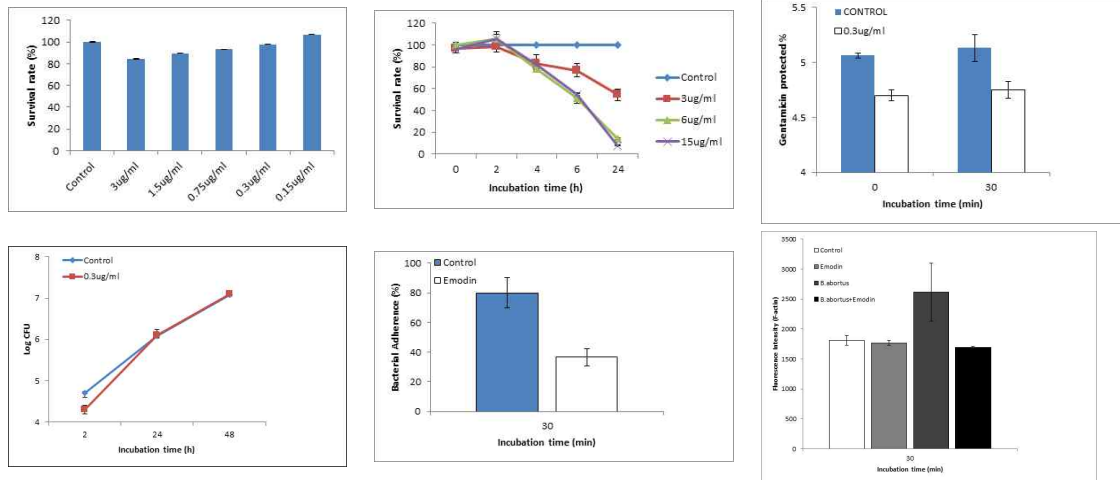 120
100
80
60
40
20
0
Survival rate (%)
Control
3ug/ml
1.5ug/ml
0.75ug/ml
0.3ug/ml
0.15ug/ml
120
100
80
60
40
20
0
Survival rate (%)
0 2 4 6 24
Incubation time (h)
Control
3ug/ml
6ug/ml
15ug/ml
5.5
5
4.5
4
Gentamicin protected %
CONTROL
0.3ug/ml
0 30
Incubation time (min)
8
7
6
5
4
Log CFU
Control
0.3ug/ml
2 24 48
Incubation time (h)
100
80
60
40
20
0
Bacterial Adherence (%)
Control
Emodin
30
Incubation time (min)
3500
3000
2500
2000
1500
1000
500
0
Fluorescence Intensity (F-actin)
Control
Emodin
B.abortus
B.abortus+Emodin
30
Incubation time (min)